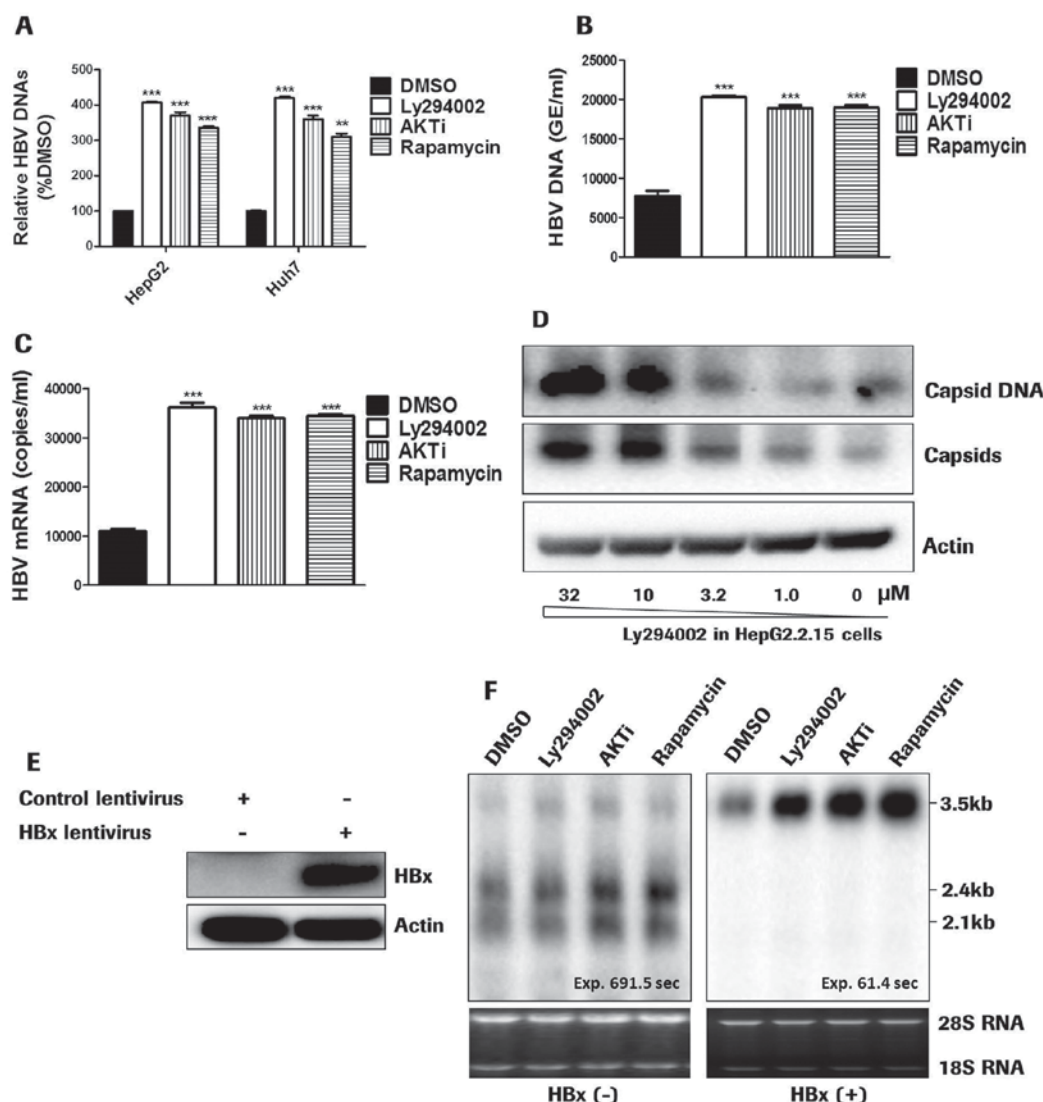 A
Relative HBV DNAs
(%DMSO)
500
400
300
200
100
0
*** *** ***
*** *** **
HepG2
Huh7
DMSO
Ly294002
AKTi
Rapamycin
B
HBV DNA (GE/ml)
25000
20000
15000
10000
5000
0
*** *** ***
DMSO
Ly294002
AKTi
Rapamycin
C
HBV mRNA (copies/ml)
40000
30000
20000
10000
0
*** *** ***
DMSO
Ly294002
AKTi
Rapamycin
D
Capsid DNA
Capsids
Actin
32 10 3.2 1.0 0 μM
Ly294002 in HepG2.2.15 cells
E
Control lentivirus + -
HBx lentivirus - +
HBx
Actin
F
DMSO Ly294002 AKTi Rapamycin DMSO Ly294002 AKTi Rapamycin
3.5kb
2.4kb
2.1kb
Exp. 691.5 sec Exp. 61.4 sec
28S RNA
18S RNA
HBx (-) HBx (+)